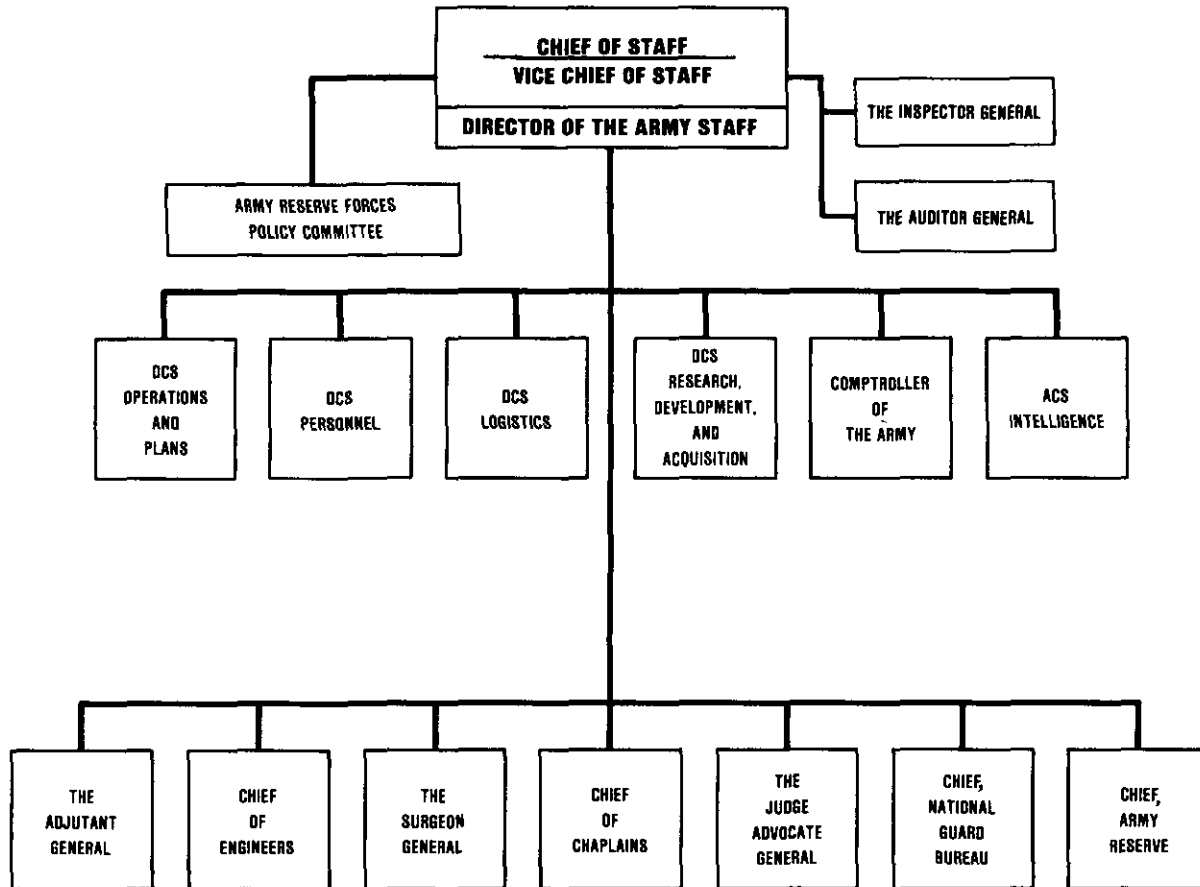 CHIEF OF STAFF
VICE CHIEF OF STAFF
DIRECTOR OF THE ARMY STAFF
THE INSPECTOR GENERAL
THE AUDITOR GENERAL
ARMY RESERVE FORCES
POLICY COMMITTEE
DCS
OPERATIONS
AND
PLANS
DCS
PERSONNEL
DCS
LOGISTICS
DCS
RESEARCH,
DEVELOPMENT,
AND
ACQUISITION
COMPTROLLER
OF
THE ARMY
ACS
INTELLIGENCE
THE
ADJUTANT
GENERAL
CHIEF
OF
ENGINEERS
THE
SURGEON
GENERAL
CHIEF
OF
CHAPLAINS
THE
JUDGE
ADVOCATE
GENERAL
CHIEF,
NATIONAL
GUARD
BUREAU
CHIEF,
ARMY
RESERVE